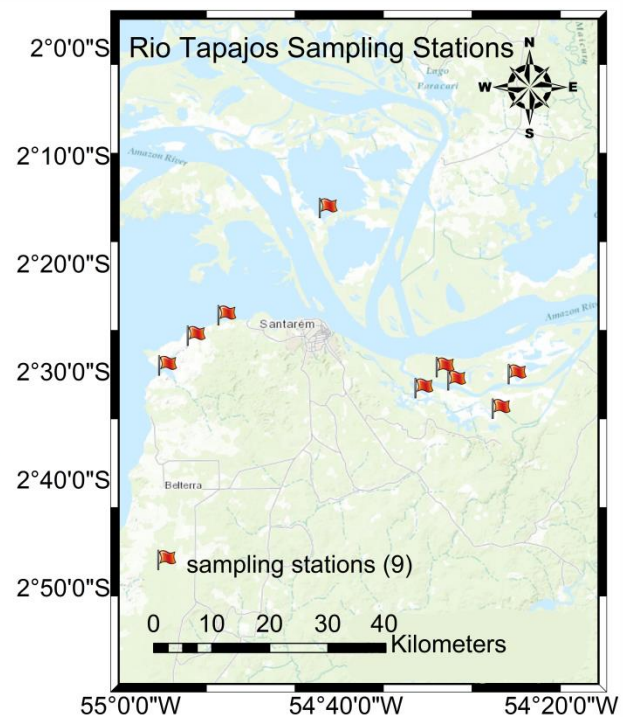 Rio Tapajos Sampling Stations
N
W E
S
2°0'0"S
2°10'0"S
2°20'0"S
2°30'0"S
2°40'0"S
2°50'0"S
Maicura
Lago
Paracari
Amazon River
Amazon Rive
Santarém
Belterra
sampling stations (9)
0 10 20 30 40
Kilometers
55°0'0"W 54°40'0"W 54°20'0"W